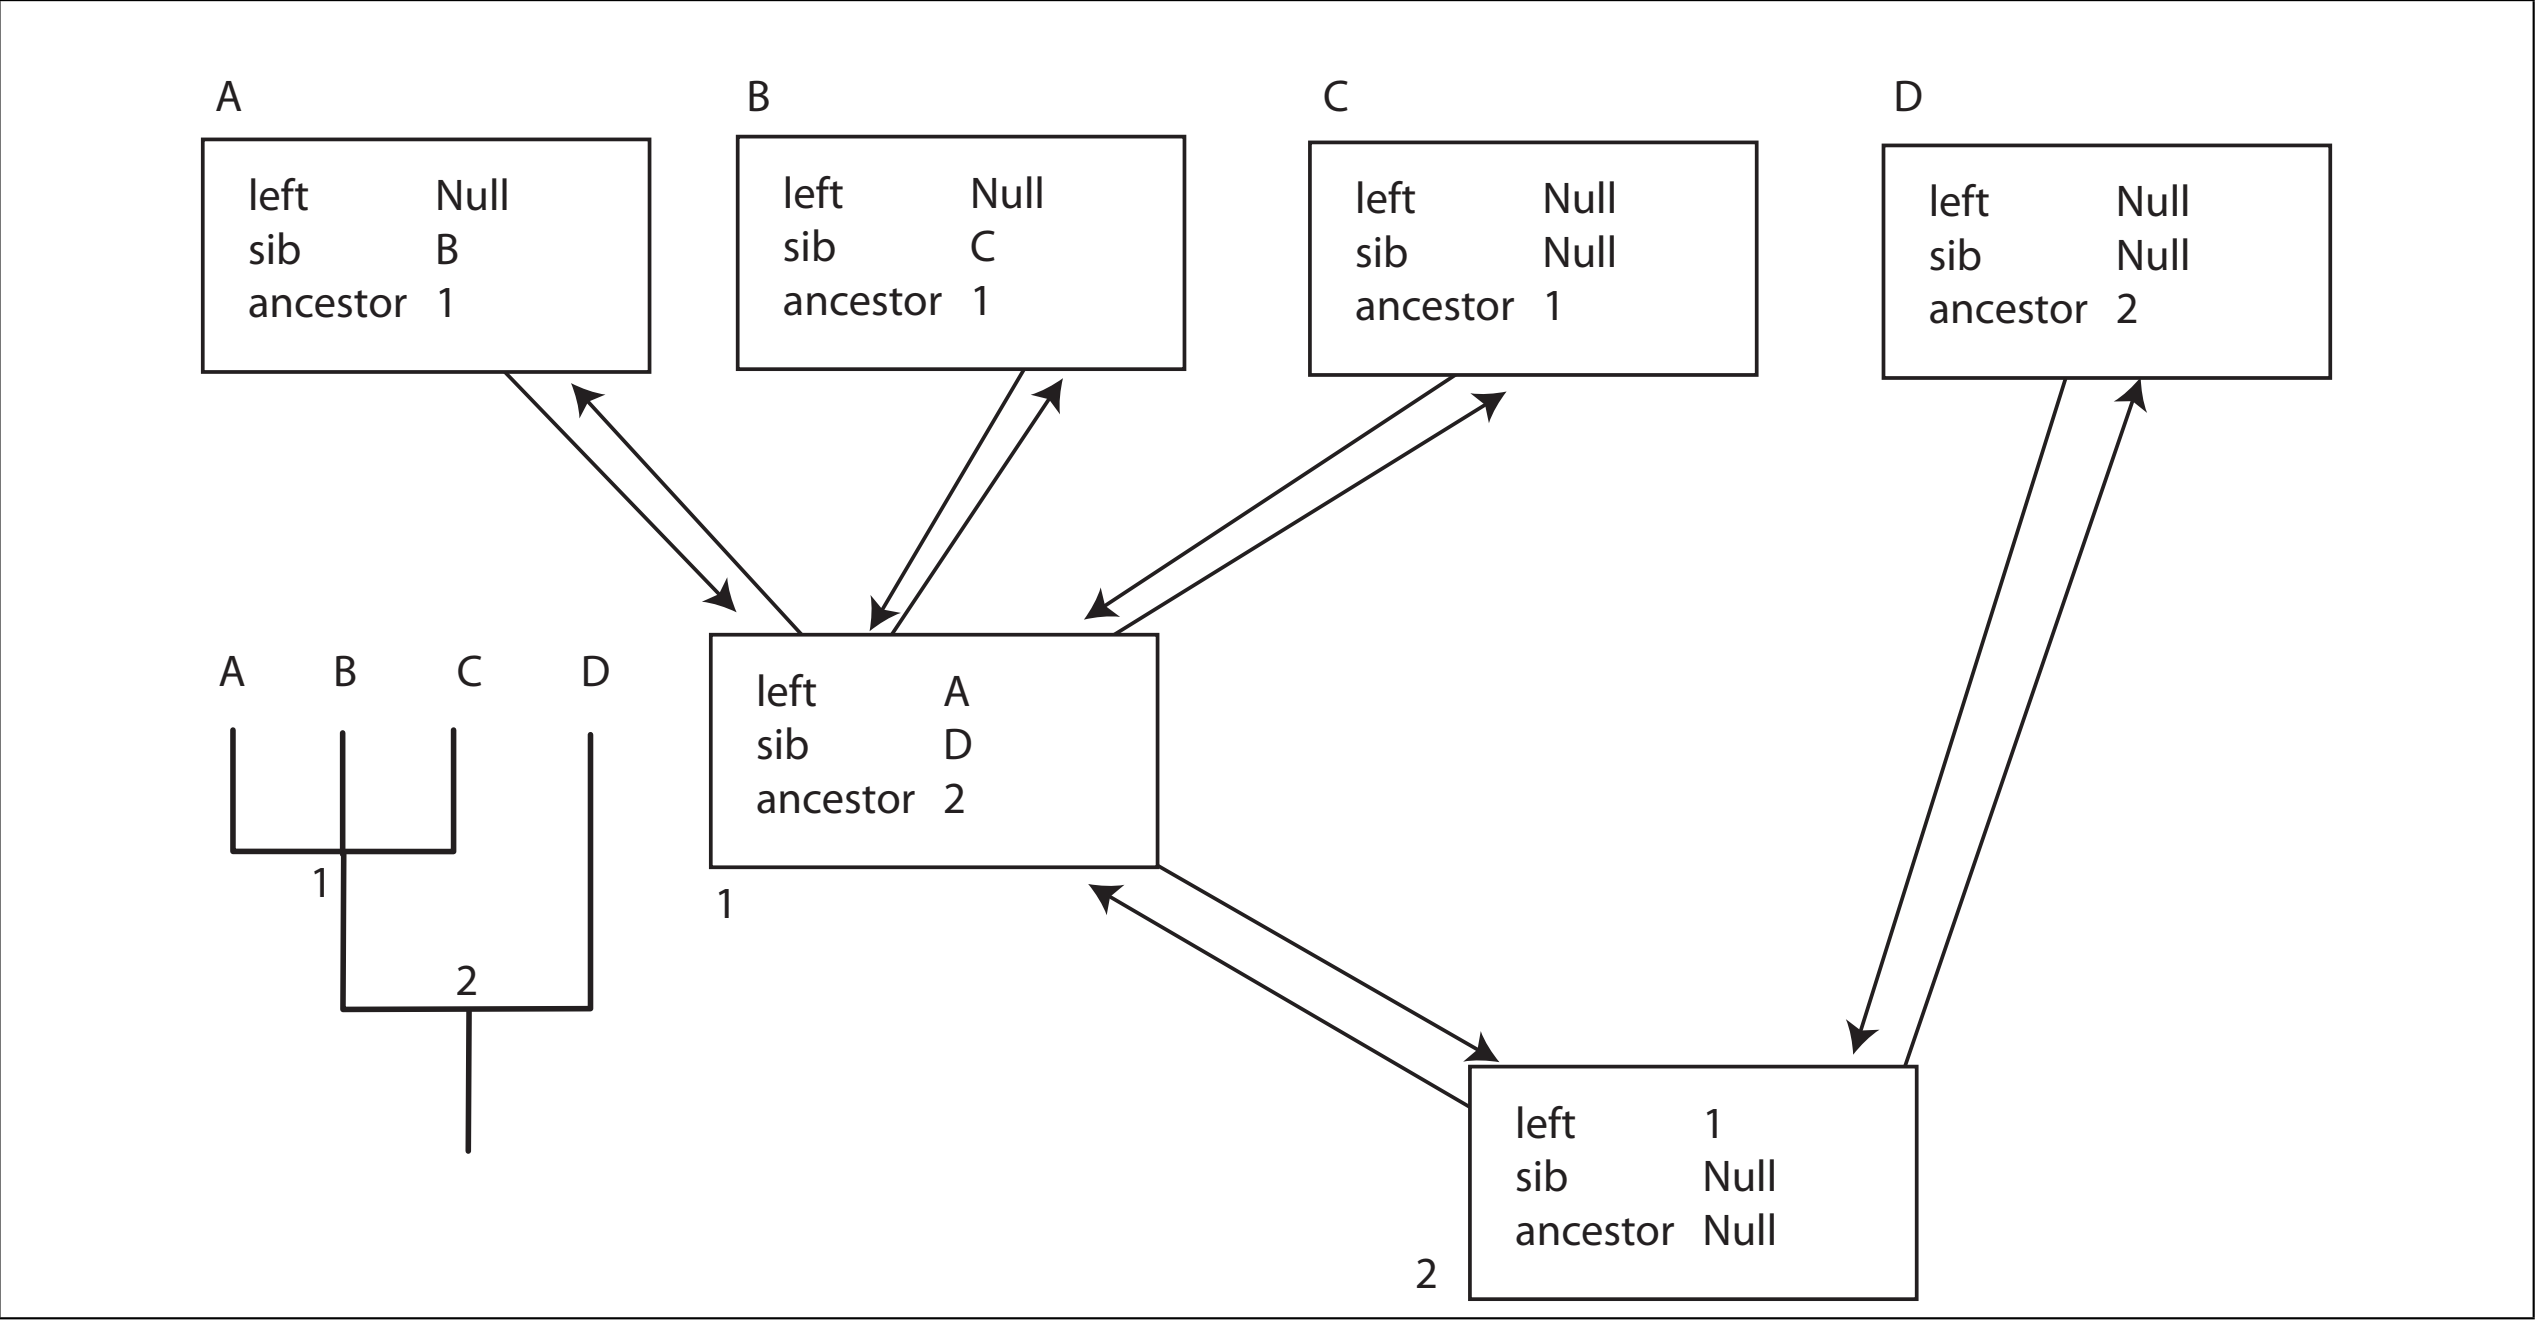 A
left Null
sib B
ancestor 1
B
left Null
sib C
ancestor 1
C
left Null
sib Null
ancestor 1
D
left Null
sib Null
ancestor 2
left A
sib D
ancestor 2
1
A B C D
1
2
left 1
sib Null
ancestor Null
2